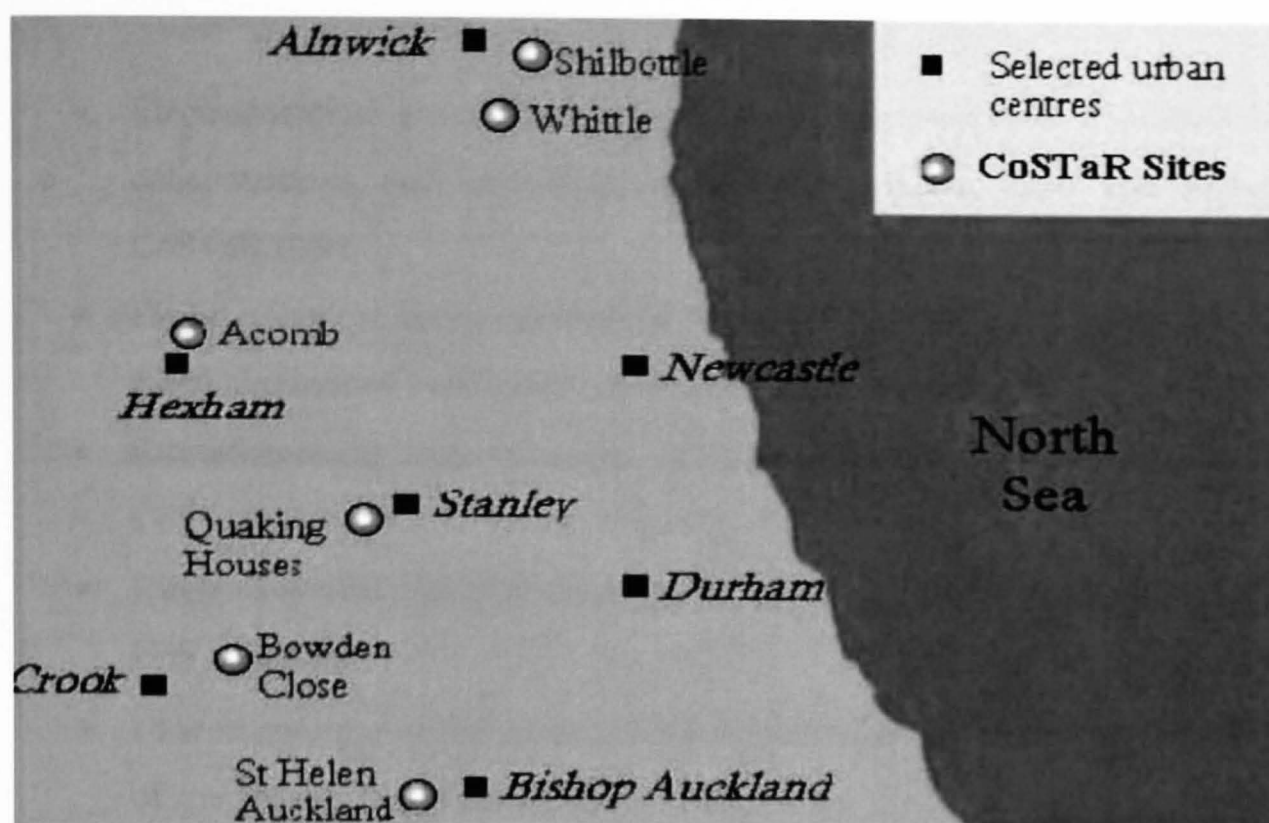 Alnwick
Shilbottle
Whittle
Selected urban
centres
CoSTaR Sites
Acomb
Hexham
Newcastle
North
Sea
Quaking
Houses
Stanley
Durham
Crook
Bowden
Close
St Helen
Auckland
Bishop Auckland